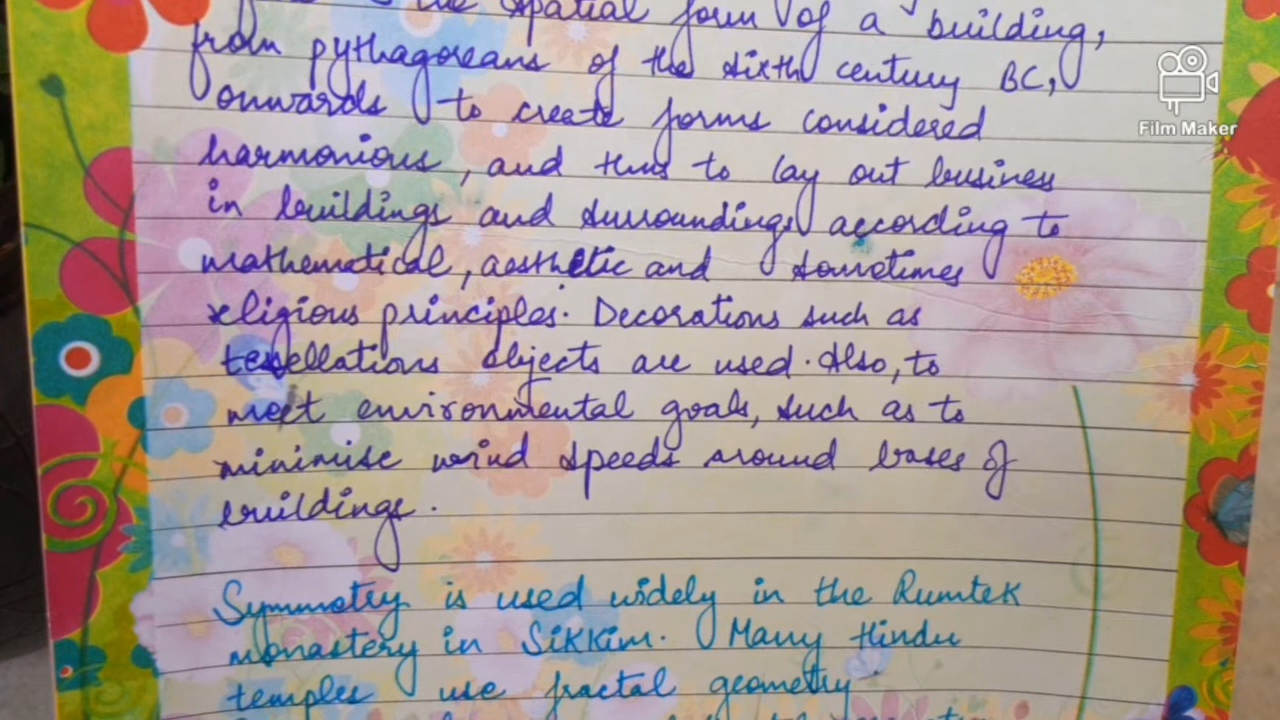 the spatial form of a building,
from pythagoreans of the sixth century BC,
onwards to create forms considered
harmonious, and thus to lay out business
in buildings and surroundings according to
mathematical, aesthetic and sometimes
religious principles. Decorations such as
tessellations objects are used. Also, to
meet environmental goals, such as to
minimise wind speeds around bases of
buildings.
Symmetry is used widely in the Rumtek
monastery in Sikkim. Many Hindu
temples use fractal geometry
Film Maker